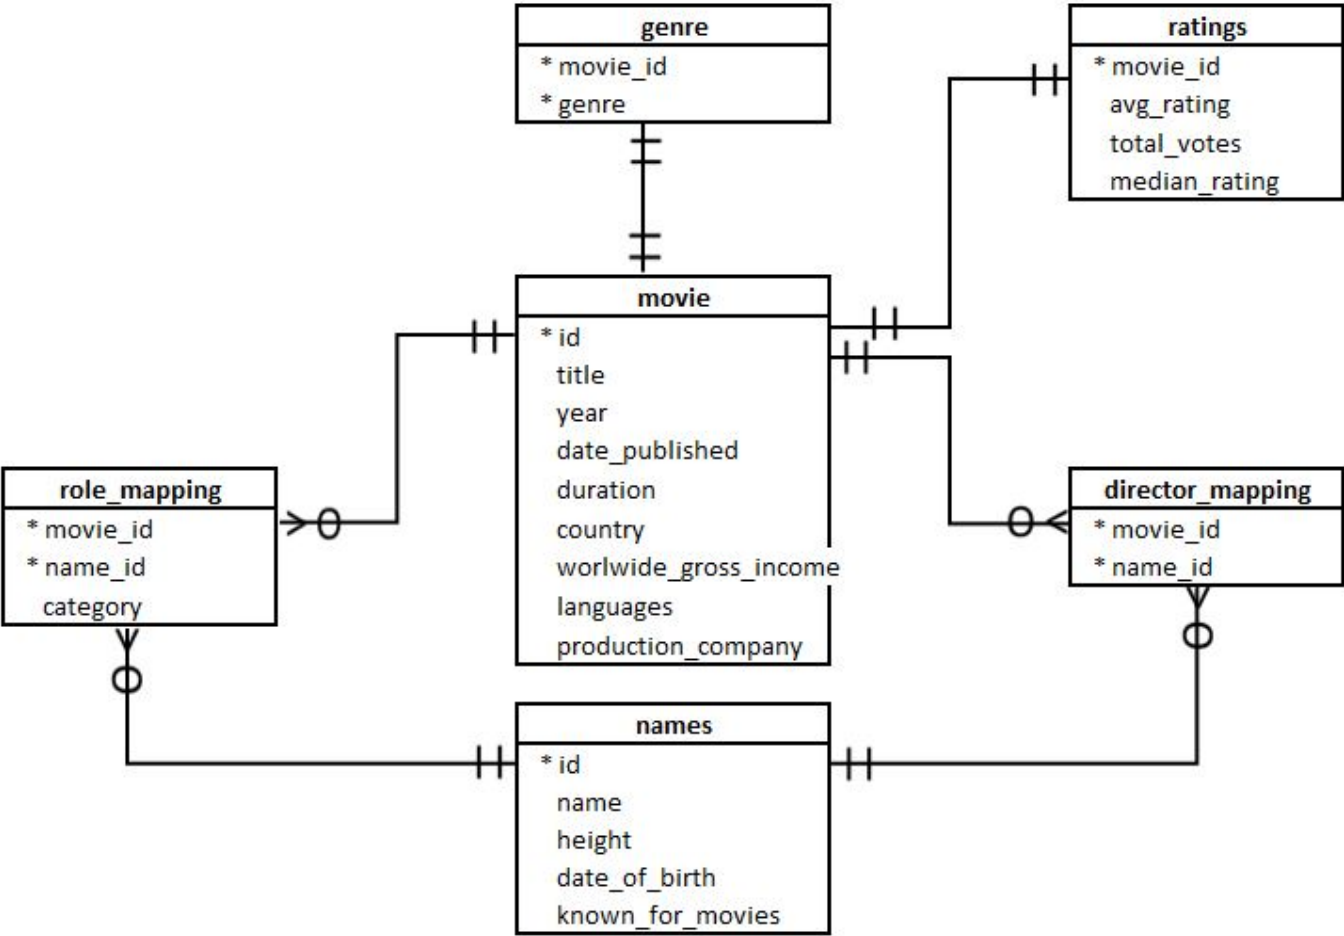 genre
* movie_id
* genre
ratings
* movie_id
avg_rating
total_votes
median_rating
movie
* id
title
year
date_published
duration
country
worlwide_gross_income
languages
production_company
role_mapping
* movie_id
* name_id
category
director_mapping
* movie_id
* name_id
names
* id
name
height
date_of_birth
known_for_movies